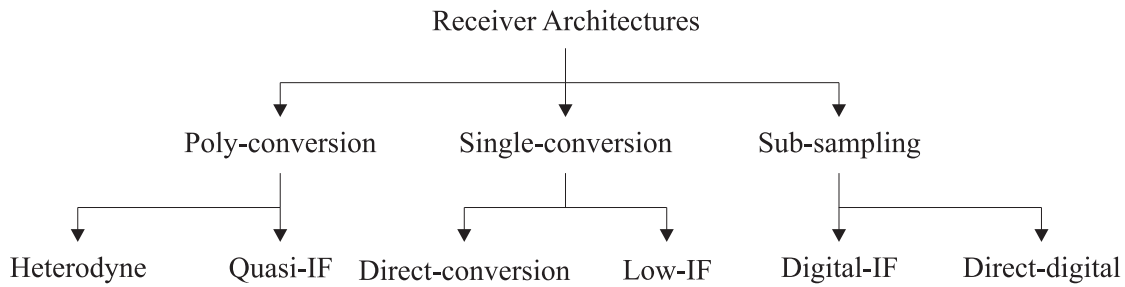 Receiver Architectures
Poly-conversion
Single-conversion
Sub-sampling
Heterodyne
Quasi-IF
Direct-conversion
Low-IF
Digital-IF
Direct-digital